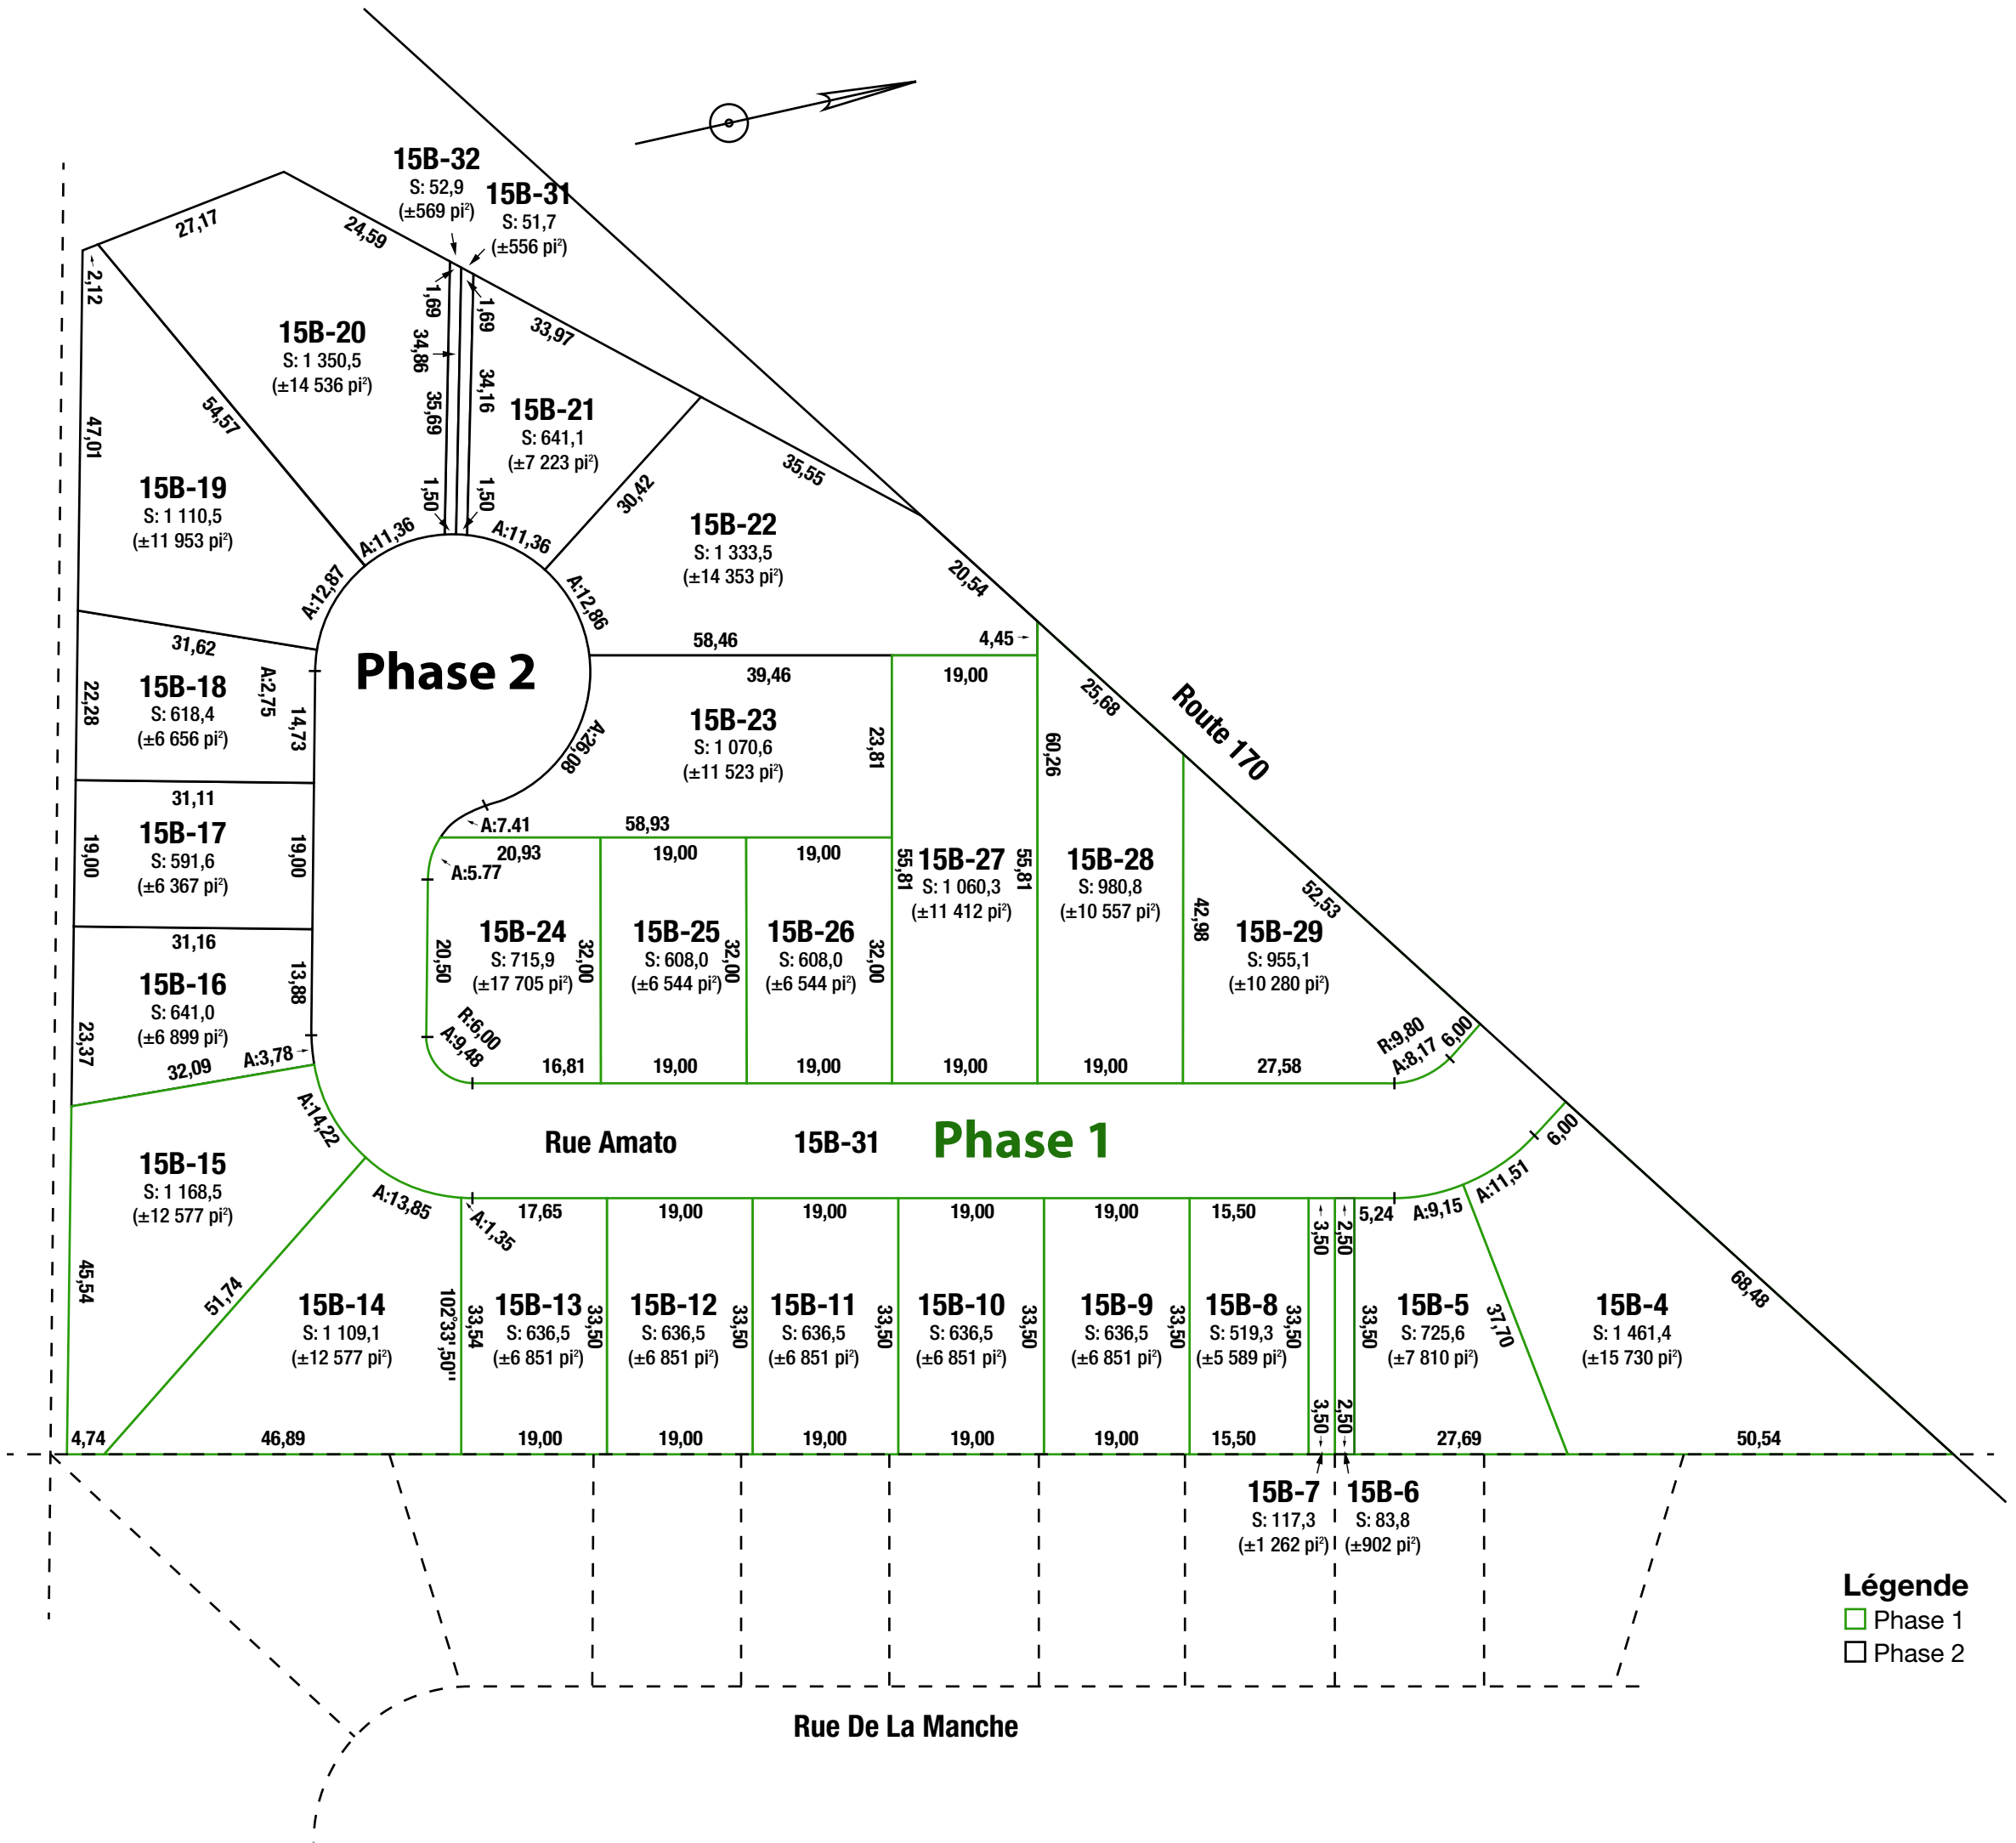 15B-32
S: 52,9
(±569 pi²)
15B-31
S: 51,7
(±556 pi²)
27,17
24,59
2,12
1,69
1,69
34,86
33,97
15B-20
S: 1 350,5
(±14 536 pi²)
35,69
34,16
15B-21
S: 641,1
(±7 223 pi²)
47,01
54,57
35,55
30,42
1,50
1,50
15B-19
S: 1 110,5
(±11 953 pi²)
A:11,36
A:11,36
15B-22
S: 1 333,5
(±14 353 pi²)
A:12,87
A:12,86
20,54
58,46
4,45
31,62
Phase 2
39,46
19,00
A:2,75
15B-18
S: 618,4
(±6 656 pi²)
22,28
14,73
15B-23
S: 1 070,6
(±11 523 pi²)
A:26,08
23,81
60,26
25,68
Route 170
31,11
A:7.41
58,93
15B-17
S: 591,6
(±6 367 pi²)
19,00
19,00
20,93
19,00
19,00
A:5.77
55,81
15B-27
S: 1 060,3
(±11 412 pi²)
55,81
15B-28
S: 980,8
(±10 557 pi²)
52,53
42,98
31,16
15B-24
S: 715,9
(±17 705 pi²)
20,50
32,00
15B-25
S: 608,0
(±6 544 pi²)
32,00
15B-26
S: 608,0
(±6 544 pi²)
32,00
15B-29
S: 955,1
(±10 280 pi²)
15B-16
S: 641,0
(±6 899 pi²)
13,88
23,37
A:3,78
32,09
R:6,00
A:9,48
16,81
19,00
19,00
19,00
19,00
27,58
R:9,80
A:8,17
6,00
A:14,22
Rue Amato
15B-31
Phase 1
6,00
15B-15
S: 1 168,5
(±12 577 pi²)
A:13,85
A:1,35
17,65
19,00
19,00
19,00
19,00
15,50
3,50
2,50
5,24
A:9,15
A:11,51
45,54
51,74
15B-14
S: 1 109,1
(±12 577 pi²)
102°33'50"
33,54
15B-13
S: 636,5
(±6 851 pi²)
33,50
15B-12
S: 636,5
(±6 851 pi²)
33,50
15B-11
S: 636,5
(±6 851 pi²)
33,50
15B-10
S: 636,5
(±6 851 pi²)
33,50
15B-9
S: 636,5
(±6 851 pi²)
33,50
15B-8
S: 519,3
(±5 589 pi²)
33,50
33,50
15B-5
S: 725,6
(±7 810 pi²)
37,70
15B-4
S: 1 461,4
(±15 730 pi²)
68,48
4,74
46,89
19,00
19,00
19,00
19,00
19,00
15,50
3,50
2,50
27,69
50,54
15B-7
S: 117,3
(±1 262 pi²)
15B-6
S: 83,8
(±902 pi²)
Légende
Phase 1
Phase 2
Rue De La Manche